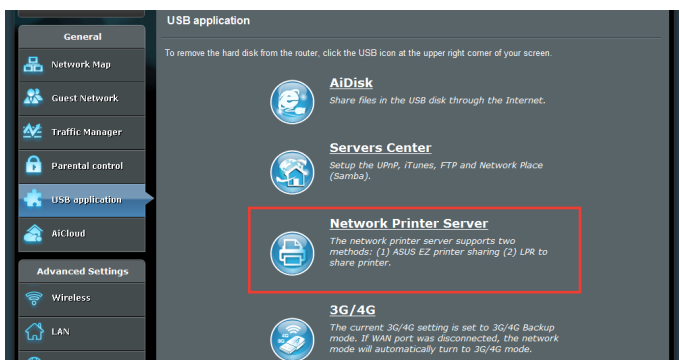 USB application
To remove the hard disk from the router, click the USB icon at the upper right corner of your screen.
General
Network Map
Guest Network
Traffic Manager
Parental control
USB application
AiCloud
Advanced Settings
Wireless
LAN
AiDisk
Share files in the USB disk through the Internet.
Servers Center
Setup the UPnP, iTunes, FTP and Network Place
(Samba).
Network Printer Server
The network printer server supports two
methods: (1) ASUS EZ printer sharing (2) LPR to
share printer.
3G/4G
The current 3G/4G setting is set to 3G/4G Backup
mode. If WAN port was disconnected, the network
mode will automatically turn to 3G/4G mode.